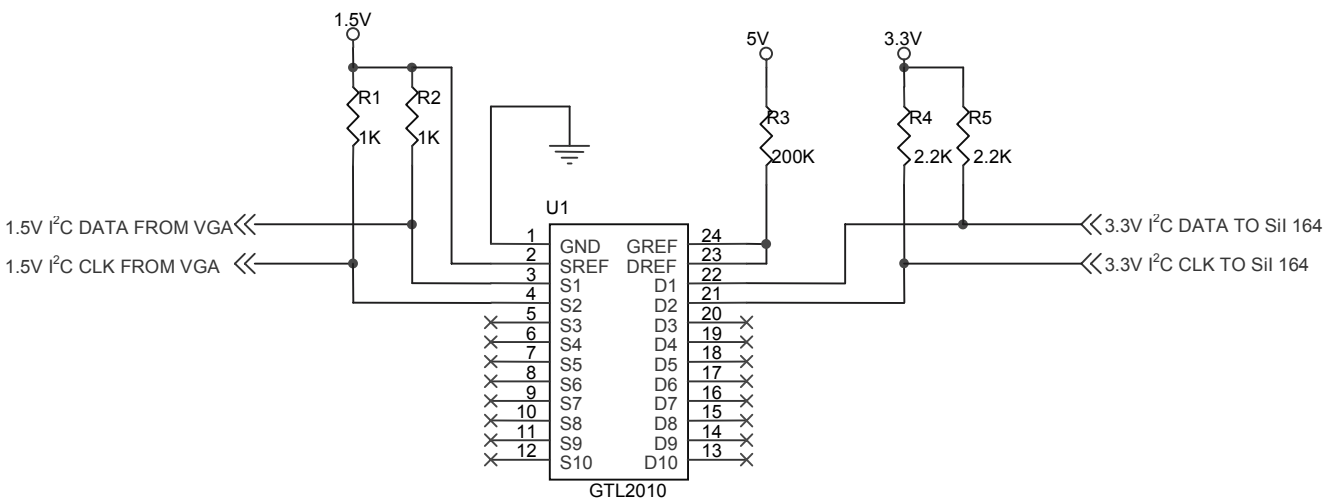 1.5V
5V
3.3V
R1
1K
R2
1K
R3
200K
R4
2.2K
R5
2.2K
1.5V I²C DATA FROM VGA
1.5V I²C CLK FROM VGA
3.3V I²C DATA TO SiI 164
3.3V I²C CLK TO SiI 164
U1
1 GND GREF 24
2 SREF DREF 23
3 S1 D1 22
4 S2 D2 21
5 S3 D3 20
6 S4 D4 19
7 S5 D5 18
8 S6 D6 17
9 S7 D7 16
10 S8 D8 15
11 S9 D9 14
12 S10 D10 13
GTL2010